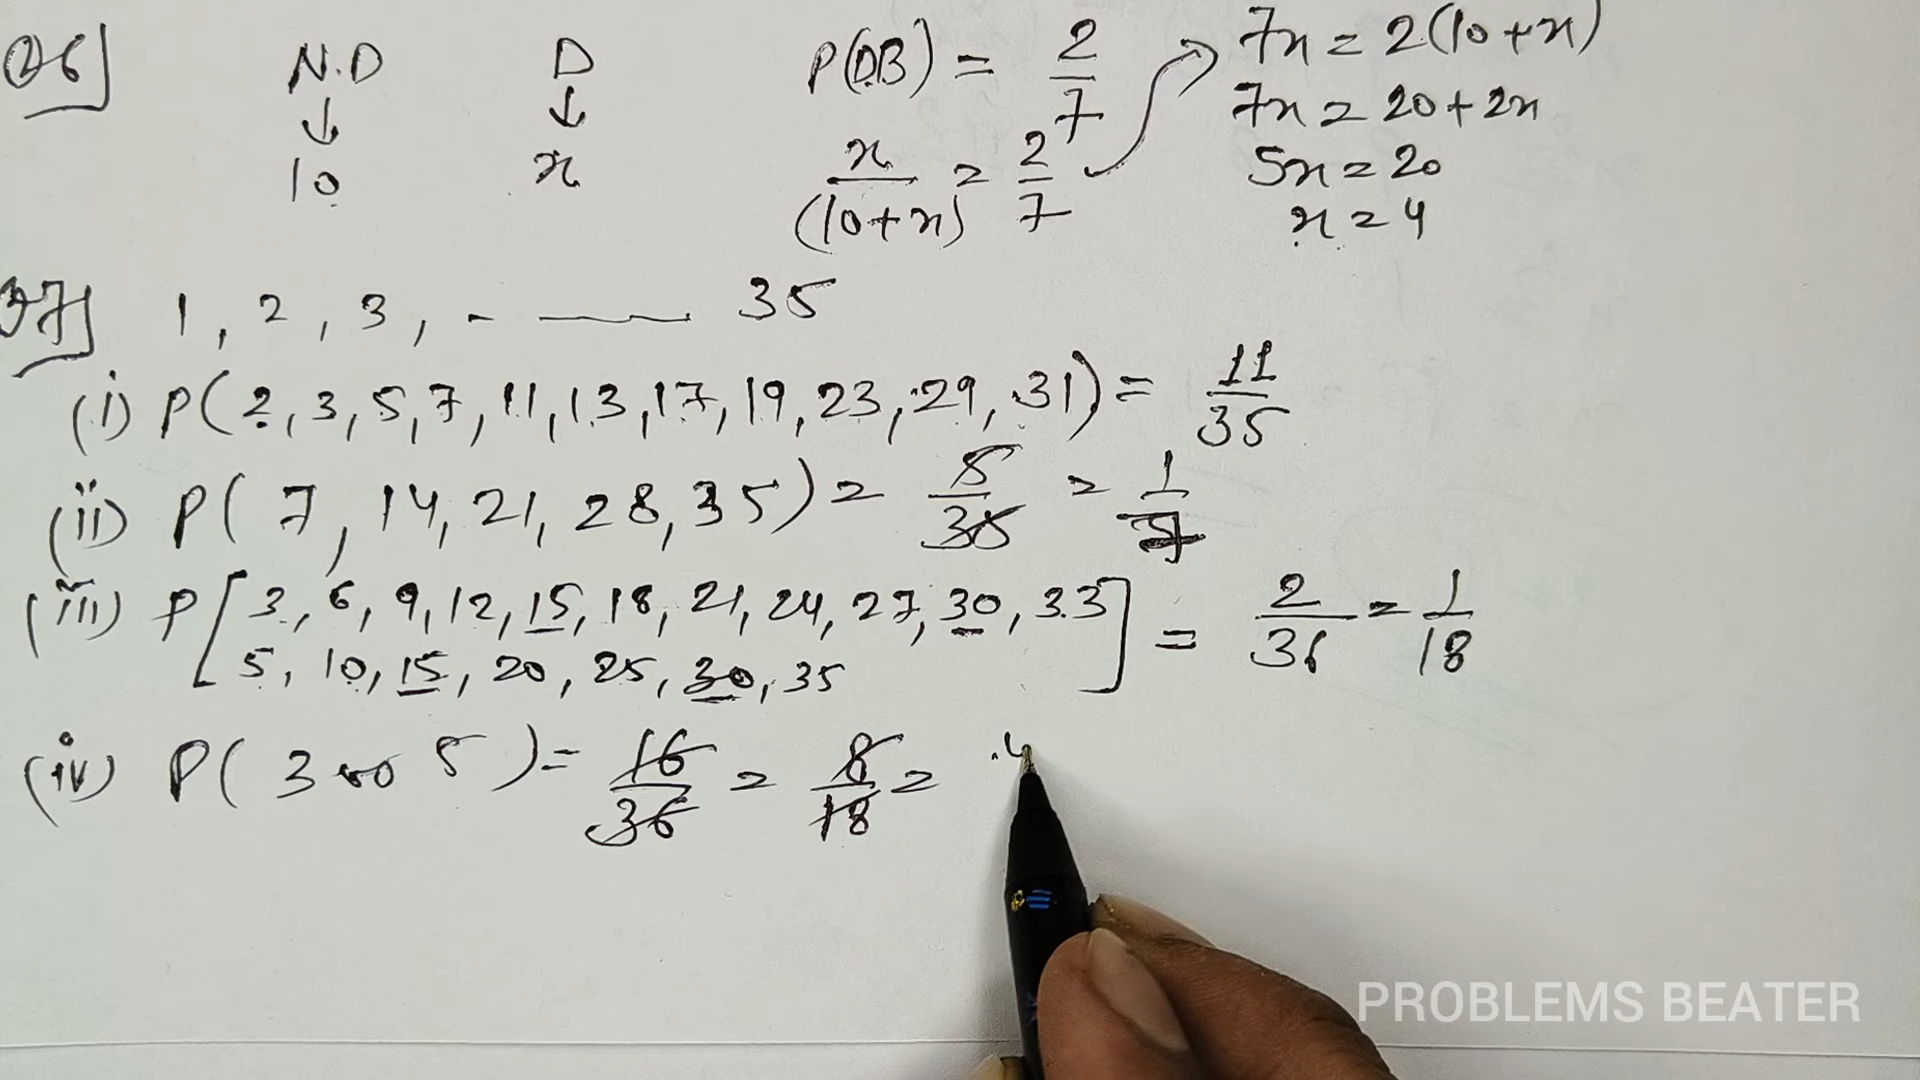 Q6] N.D D P(DB) = 2/7 7x = 2(10+x)
↓ ↓ 7x = 20+2x
10 x x/(10+x) = 2/7 5x = 20
x = 4
37] 1, 2, 3, - —— 35
(i) P(2, 3, 5, 7, 11, 13, 17, 19, 23, 29, 31) = 11/35
(ii) P(7, 14, 21, 28, 35) = 5/35 = 1/7
(iii) P[3, 6, 9, 12, 15, 18, 21, 24, 27, 30, 33
5, 10, 15, 20, 25, 30, 35] = 2/36 = 1/18
(iv) P(3 or 5) = 16/36 = 8/18 = 4
PROBLEMS BEATER